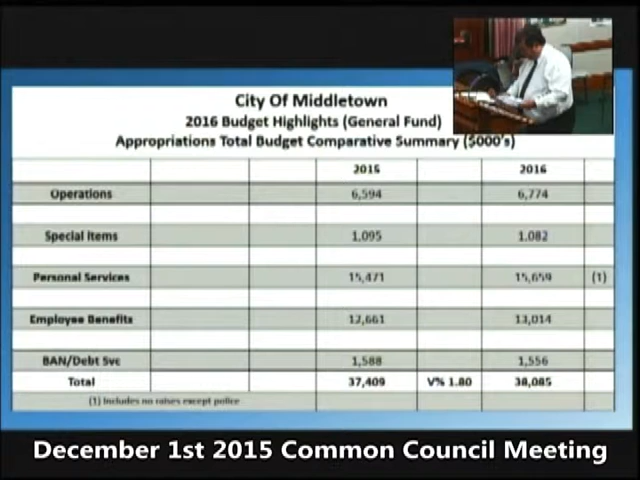 City Of Middletown
2016 Budget Highlights (General Fund)
Appropriations Total Budget Comparative Summary ($000's)
2015 2016
Operations 6,594 6,774
Special Items 1,095 1,082
Personal Services 15,471 15,659 (1)
Employee Benefits 12,661 13,014
BAN/Debt Svc 1,588 1,556
Total 37,409 V% 1.80 38,085
(1) Includes no raises except police
December 1st 2015 Common Council Meeting